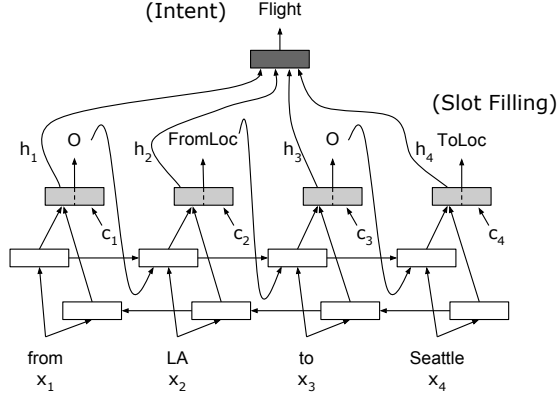 (Intent) Flight
(Slot Filling)
h1 O h2 FromLoc h3 O h4 ToLoc
c1 c2 c3 c4
from LA to Seattle
x1 x2 x3 x4